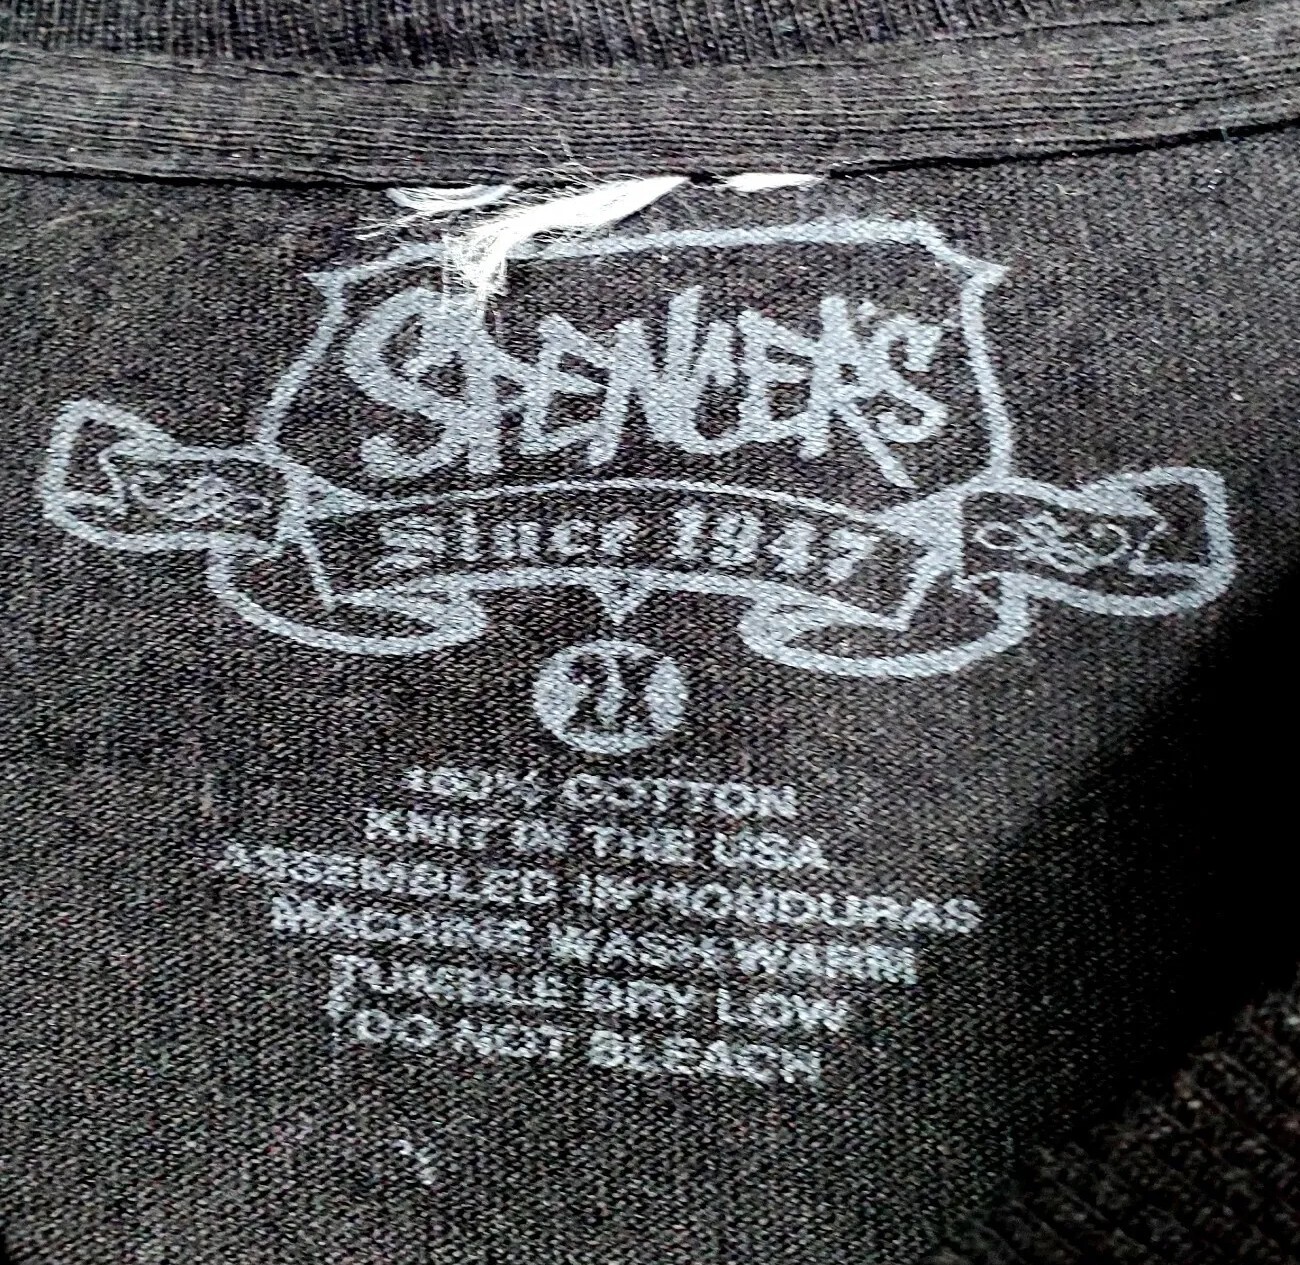 SPENCER'S
Since 1947
2X
100% COTTON
KNIT IN THE USA
ASSEMBLED IN HONDURAS
MACHINE WASH WARM
TUMBLE DRY LOW
DO NOT BLEACH